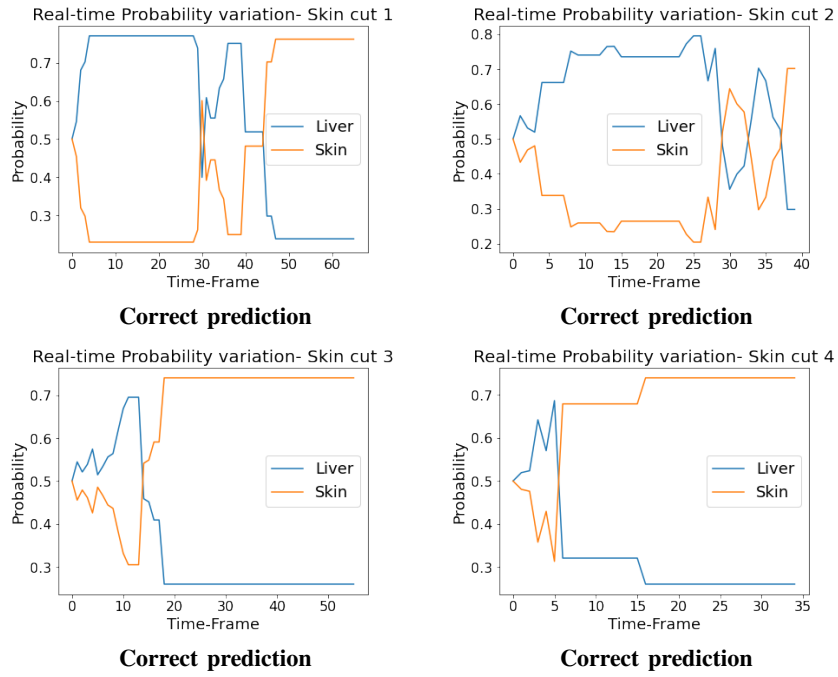 Real-time Probability variation- Skin cut 1
Probability
0.7
0.6
0.5
0.4
0.3
Liver
Skin
0 10 20 30 40 50 60
Time-Frame
Correct prediction
Real-time Probability variation- Skin cut 2
Probability
0.8
0.7
0.6
0.5
0.4
0.3
0.2
Liver
Skin
0 5 10 15 20 25 30 35 40
Time-Frame
Correct prediction
Real-time Probability variation- Skin cut 3
Probability
0.7
0.6
0.5
0.4
0.3
Liver
Skin
0 10 20 30 40 50
Time-Frame
Correct prediction
Real-time Probability variation- Skin cut 4
Probability
0.7
0.6
0.5
0.4
0.3
Liver
Skin
0 5 10 15 20 25 30 35
Time-Frame
Correct prediction